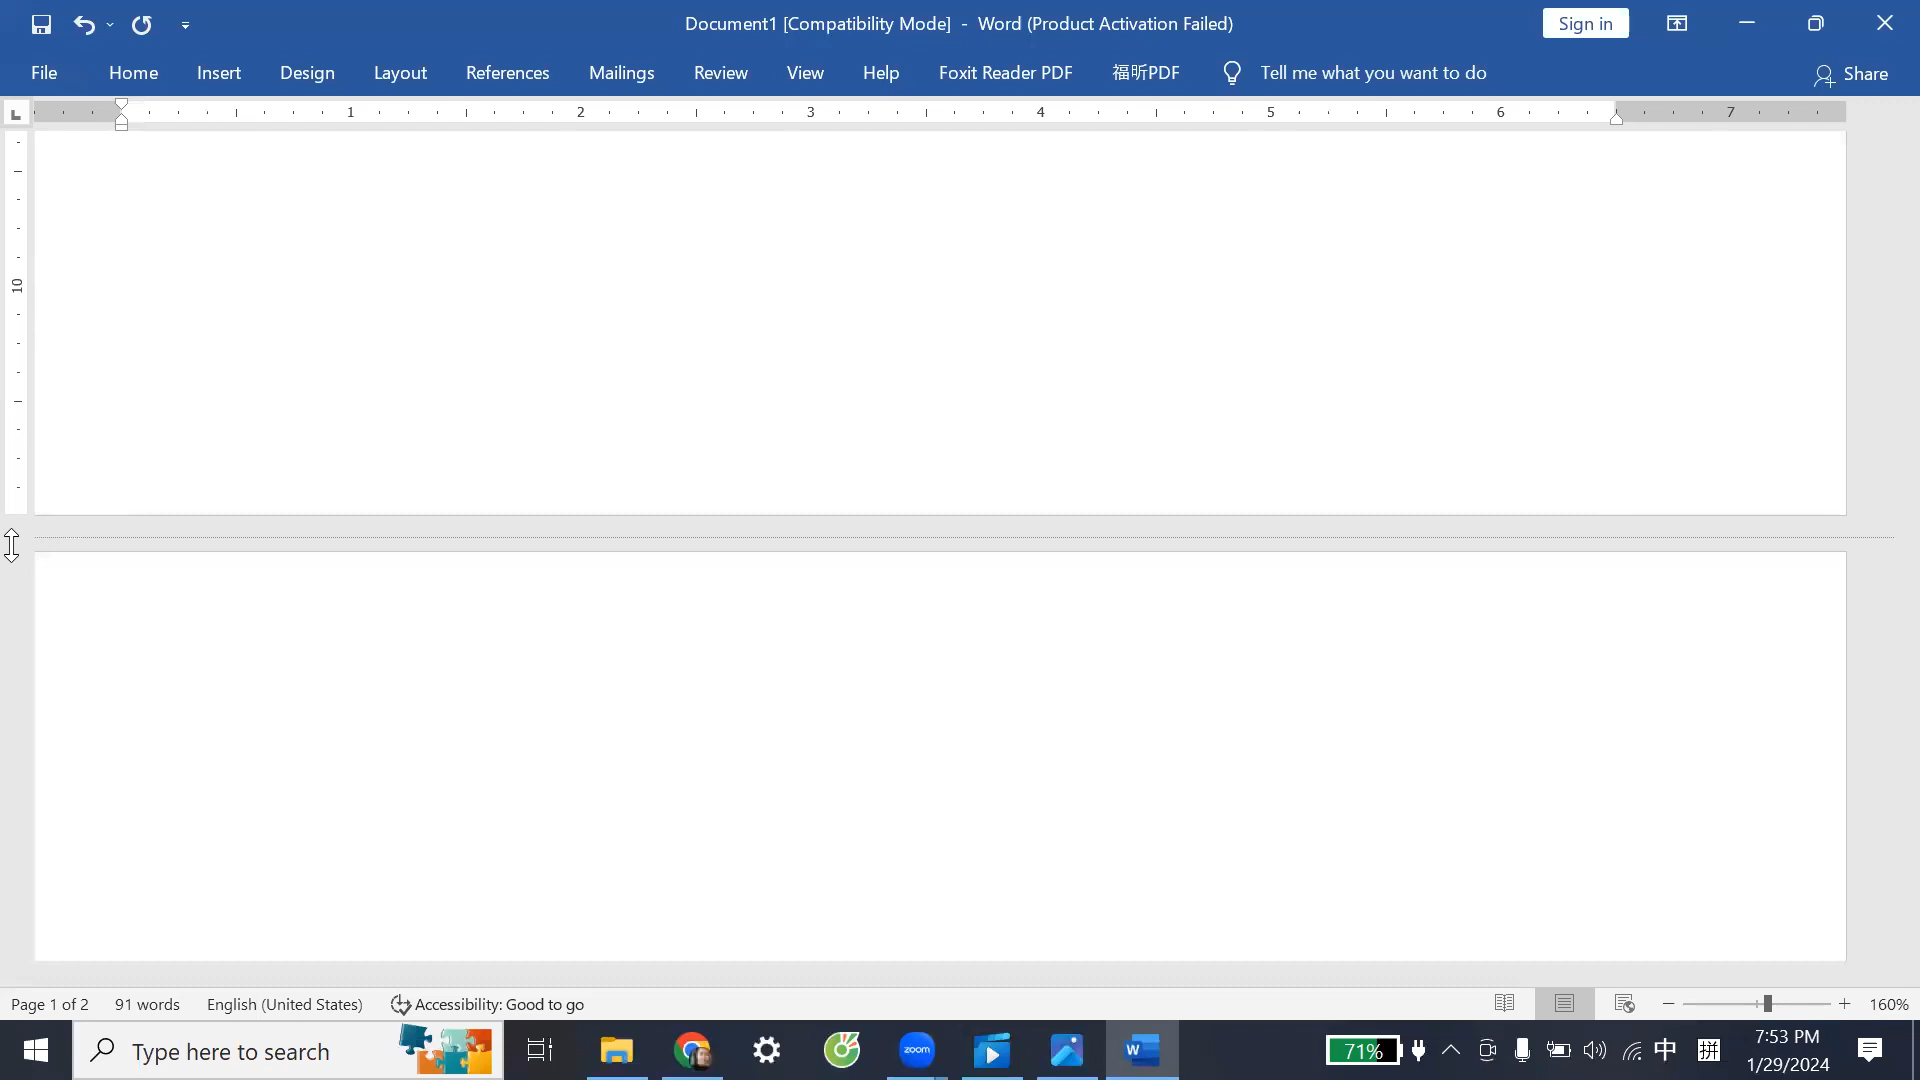 Document1 [Compatibility Mode] - Word (Product Activation Failed)
Sign in
File Home Insert Design Layout References Mailings Review View Help Foxit Reader PDF 福昕PDF Tell me what you want to do Share
1 2 3 4 5 6 7
10
Page 1 of 2 91 words English (United States) Accessibility: Good to go 160%
Type here to search zoom W 71% 中 拼 7:53 PM
1/29/2024